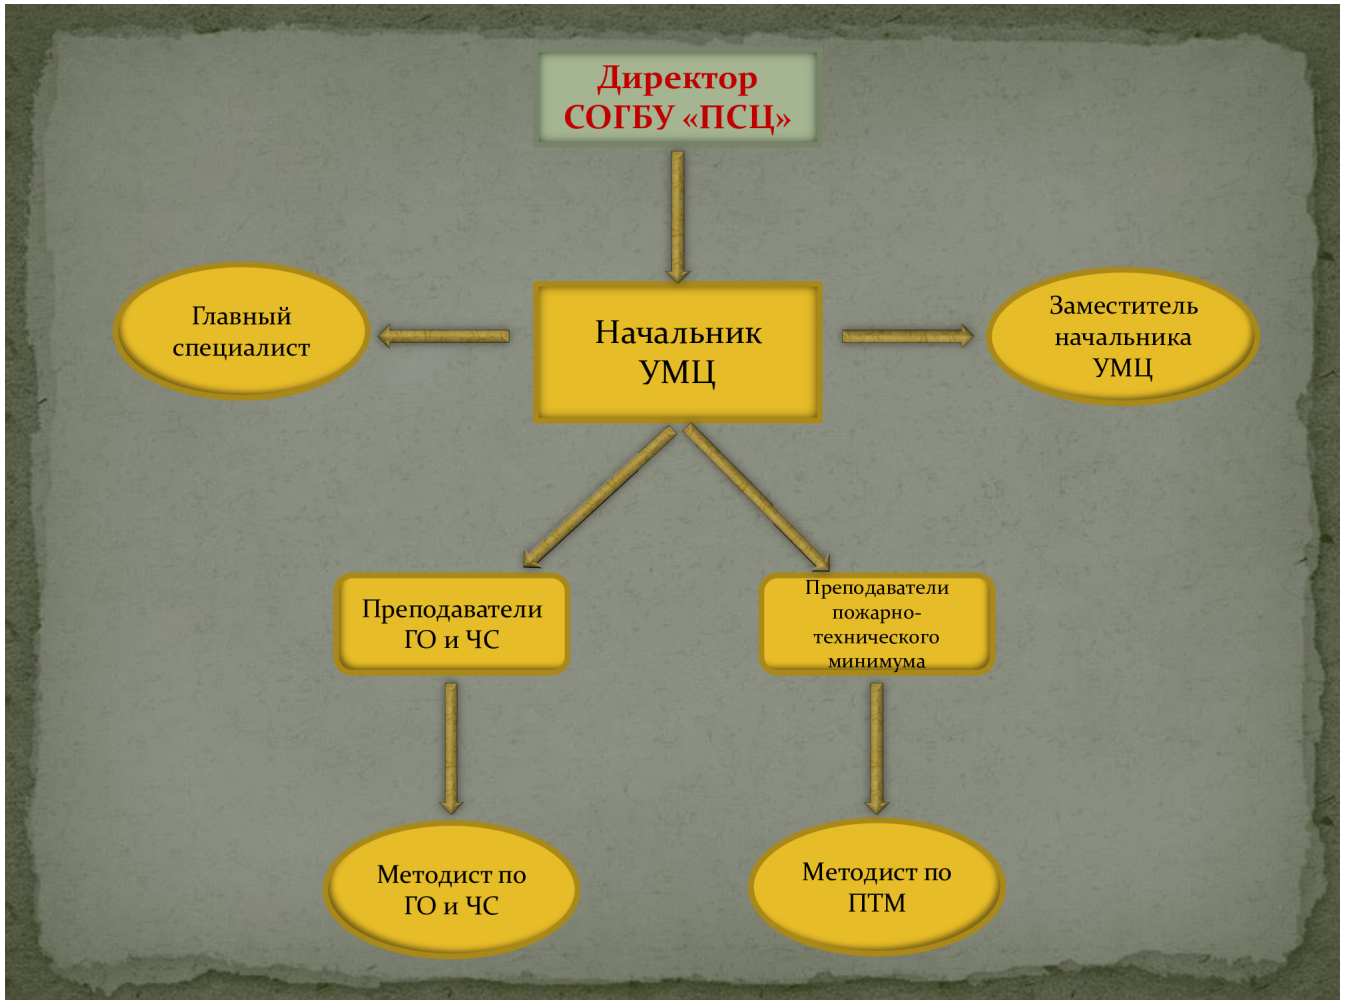 Директор
СОГБУ «ПСЦ»
Главный
специалист
Начальник
УМЦ
Заместитель
начальника
УМЦ
Преподаватели
ГО и ЧС
Преподаватели
пожарно-
технического
минимума
Методист по
ГО и ЧС
Методист по
ПТМ